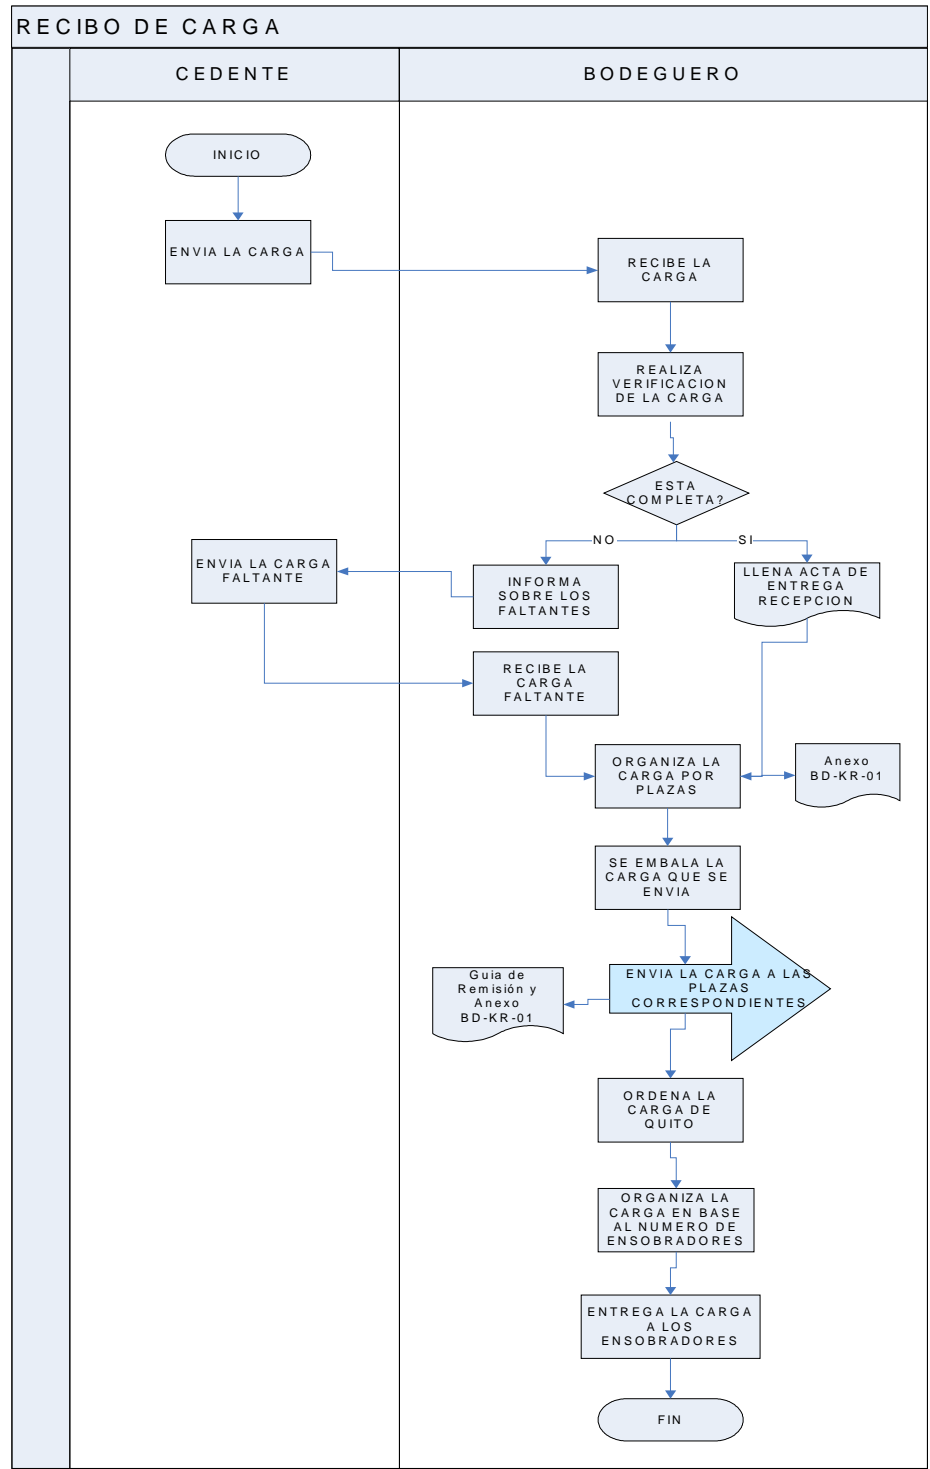 RECIBO DE CARGA
CEDENTE
BODEGUERO
INICIO
ENVIA LA CARGA
RECIBE LA
CARGA
REALIZA
VERIFICACION
DE LA CARGA
ESTA
COMPLETA?
NO
SI
ENVIA LA CARGA
FALTANTE
INFORMA
SOBRE LOS
FALTANTES
LLENA ACTA DE
ENTREGA
RECEPCION
RECIBE LA
CARGA
FALTANTE
ORGANIZA LA
CARGA POR
PLAZAS
Anexo
BD-KR-01
SE EMBALA LA
CARGA QUE SE
ENVIA
ENVIA LA CARGA A LAS
PLAZAS
CORRESPONDIENTES
Guía de
Remisión y
Anexo
BD-KR-01
ORDENA LA
CARGA DE
QUITO
ORGANIZA LA
CARGA EN BASE
AL NUMERO DE
ENSOBRADORES
ENTREGA LA CARGA
A LOS
ENSOBRADORES
FIN